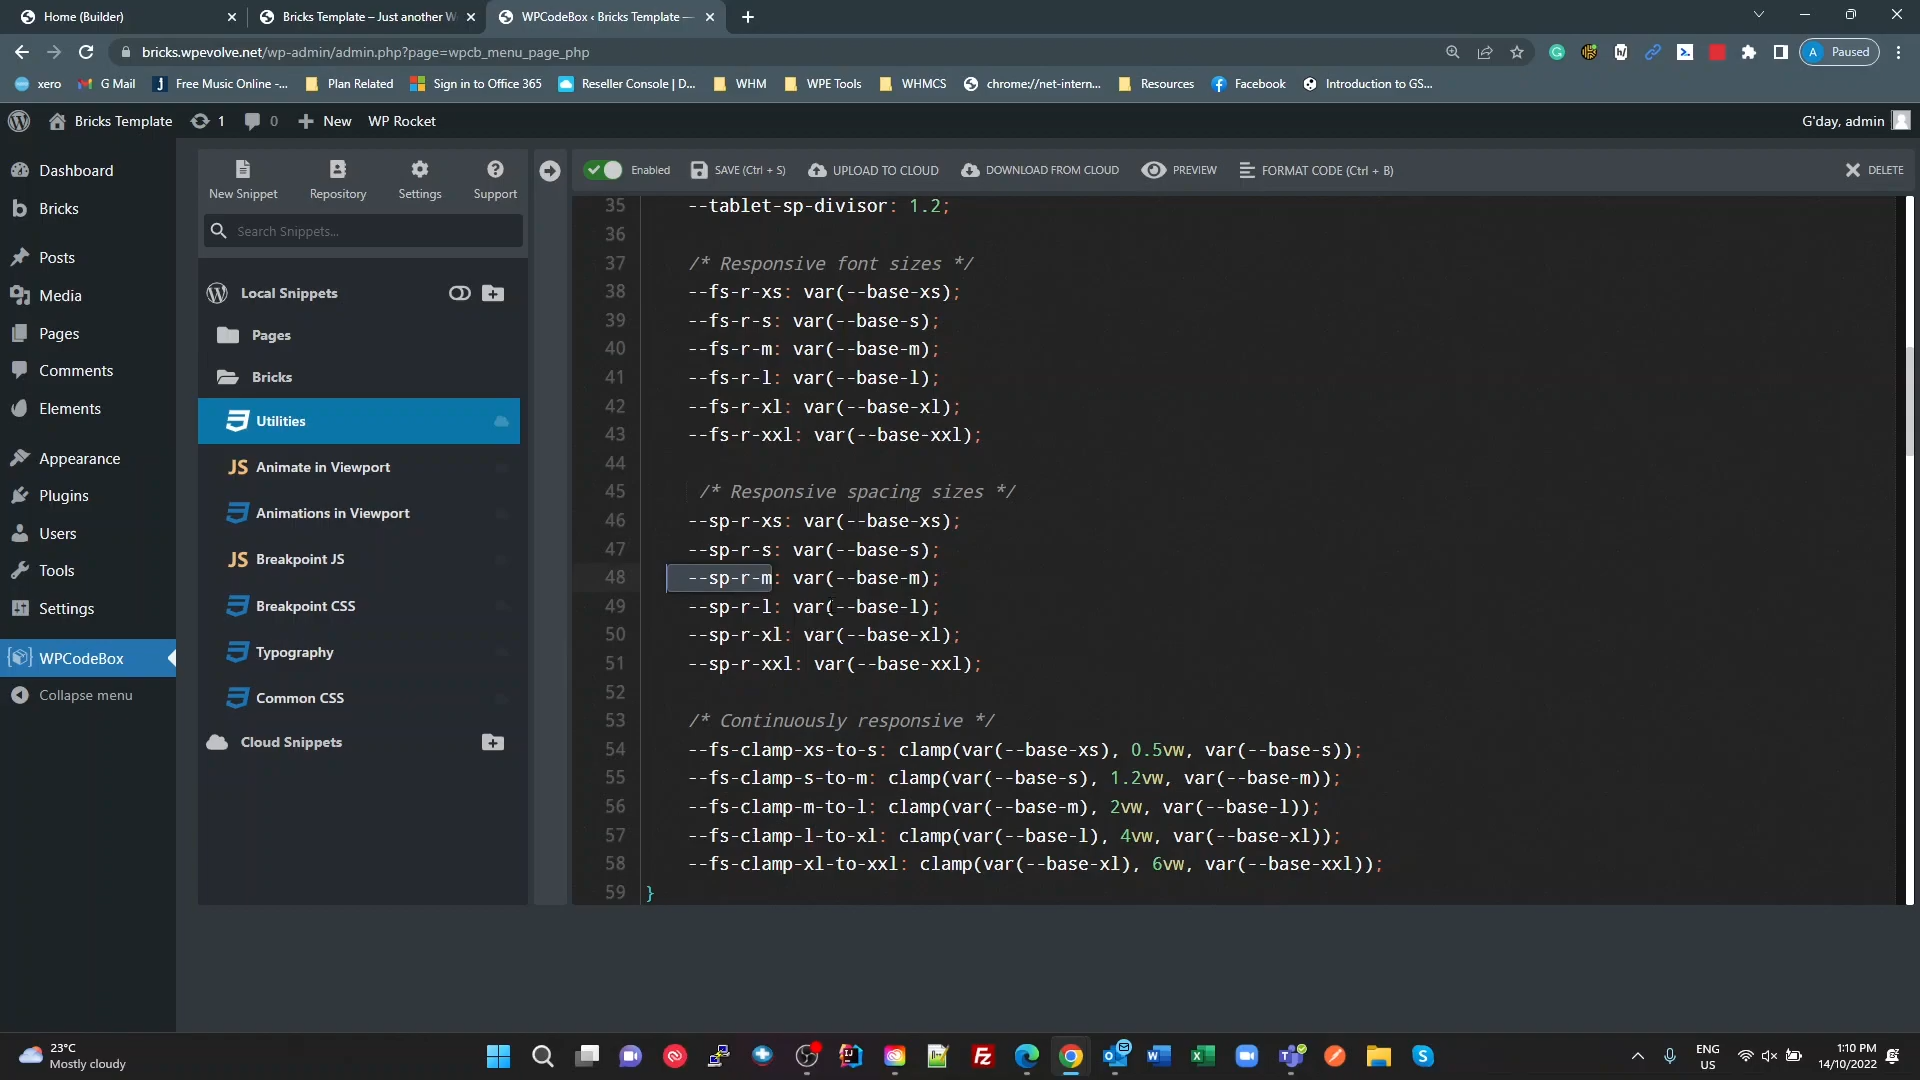 Home (Builder)
Bricks Template – Just another W
WPCodeBox ‹ Bricks Template —
bricks.wpevolve.net/wp-admin/admin.php?page=wpcb_menu_page_php
A Paused
xero
G Mail
Free Music Online -...
Plan Related
Sign in to Office 365
Reseller Console | D...
WHM
WPE Tools
WHMCS
chrome://net-intern...
Resources
Facebook
Introduction to GS...
Bricks Template
1
0
New
WP Rocket
G'day, admin
Dashboard
Bricks
Posts
Media
Pages
Comments
Elements
Appearance
Plugins
Users
Tools
Settings
WPCodeBox
Collapse menu
New Snippet
Repository
Settings
Support
Search Snippets...
Local Snippets
Pages
Bricks
Utilities
JS Animate in Viewport
Animations in Viewport
JS Breakpoint JS
Breakpoint CSS
Typography
Common CSS
Cloud Snippets
Enabled
SAVE (Ctrl + S)
UPLOAD TO CLOUD
DOWNLOAD FROM CLOUD
PREVIEW
FORMAT CODE (Ctrl + B)
DELETE
35 --tablet-sp-divisor: 1.2;
36
37 /* Responsive font sizes */
38 --fs-r-xs: var(--base-xs);
39 --fs-r-s: var(--base-s);
40 --fs-r-m: var(--base-m);
41 --fs-r-l: var(--base-l);
42 --fs-r-xl: var(--base-xl);
43 --fs-r-xxl: var(--base-xxl);
44
45 /* Responsive spacing sizes */
46 --sp-r-xs: var(--base-xs);
47 --sp-r-s: var(--base-s);
48 --sp-r-m: var(--base-m);
49 --sp-r-l: var(--base-l);
50 --sp-r-xl: var(--base-xl);
51 --sp-r-xxl: var(--base-xxl);
52
53 /* Continuously responsive */
54 --fs-clamp-xs-to-s: clamp(var(--base-xs), 0.5vw, var(--base-s));
55 --fs-clamp-s-to-m: clamp(var(--base-s), 1.2vw, var(--base-m));
56 --fs-clamp-m-to-l: clamp(var(--base-m), 2vw, var(--base-l));
57 --fs-clamp-l-to-xl: clamp(var(--base-l), 4vw, var(--base-xl));
58 --fs-clamp-xl-to-xxl: clamp(var(--base-xl), 6vw, var(--base-xxl));
59 }
23°C
Mostly cloudy
ENG
US
1:10 PM
14/10/2022